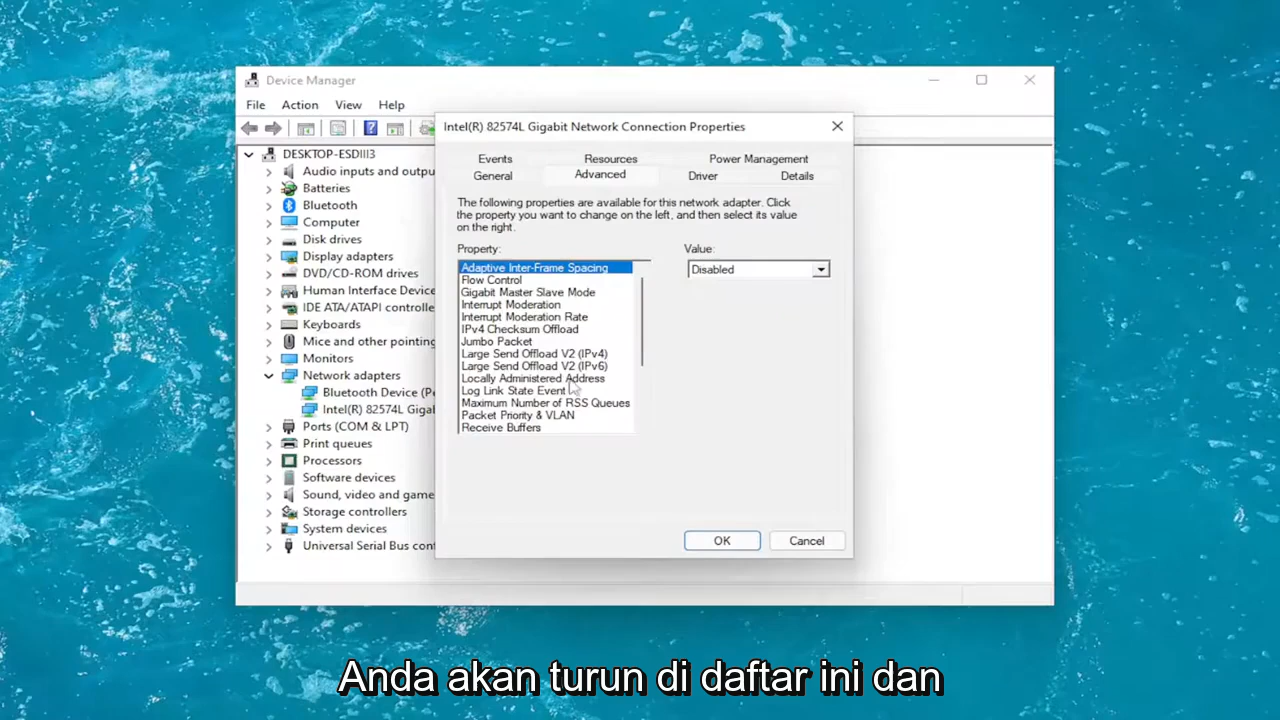 Device Manager
File Action View Help
DESKTOP-ESDIII3
Audio inputs and outpu
Batteries
Bluetooth
Computer
Disk drives
Display adapters
DVD/CD-ROM drives
Human Interface Device
IDE ATA/ATAPI controlle
Keyboards
Mice and other pointing
Monitors
Network adapters
Bluetooth Device (Pe
Intel(R) 82574L Gigal
Ports (COM & LPT)
Print queues
Processors
Software devices
Sound, video and game
Storage controllers
System devices
Universal Serial Bus cont
Intel(R) 82574L Gigabit Network Connection Properties
Events Resources Power Management
General Advanced Driver Details
The following properties are available for this network adapter. Click
the property you want to change on the left, and then select its value
on the right.
Property: Value:
Adaptive Inter-Frame Spacing
Flow Control
Gigabit Master Slave Mode
Interrupt Moderation
Interrupt Moderation Rate
IPv4 Checksum Offload
Jumbo Packet
Large Send Offload V2 (IPv4)
Large Send Offload V2 (IPv6)
Locally Administered Address
Log Link State Event
Maximum Number of RSS Queues
Packet Priority & VLAN
Receive Buffers
Disabled
OK Cancel
Anda akan turun di daftar ini dan